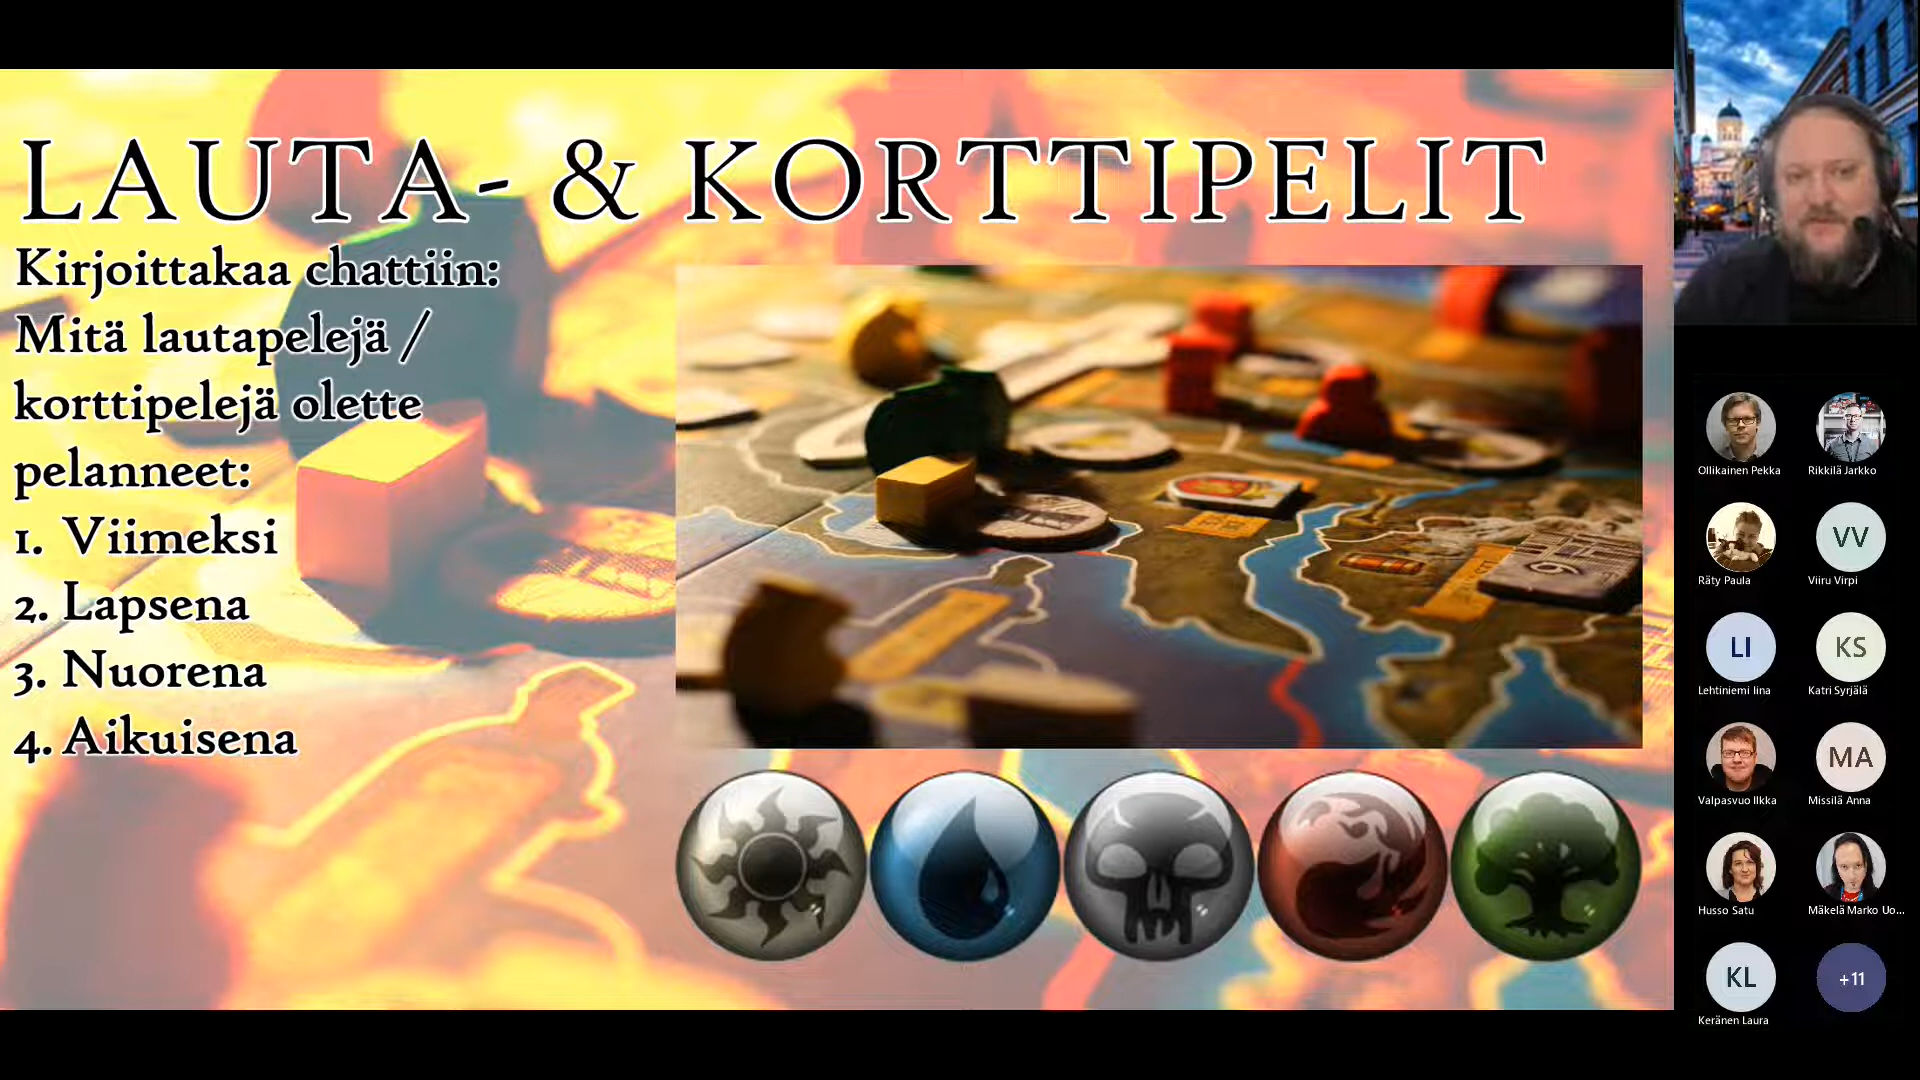 LAUTA- & KORTTIPELIT
Kirjoittakaa chattiin:
Mitä lautapelejä /
korttipelejä olette
pelanneet:
1. Viimeksi
2. Lapsena
3. Nuorena
4. Aikuisena
Ollikainen Pekka
Rikkilä Jarkko
Räty Paula
VV
Viiru Virpi
LI
Lehtiniemi Iina
KS
Katri Syrjälä
Valpasvuo Ilkka
MA
Missilä Anna
Husso Satu
Mäkelä Marko Uo...
KL
Keränen Laura
+11